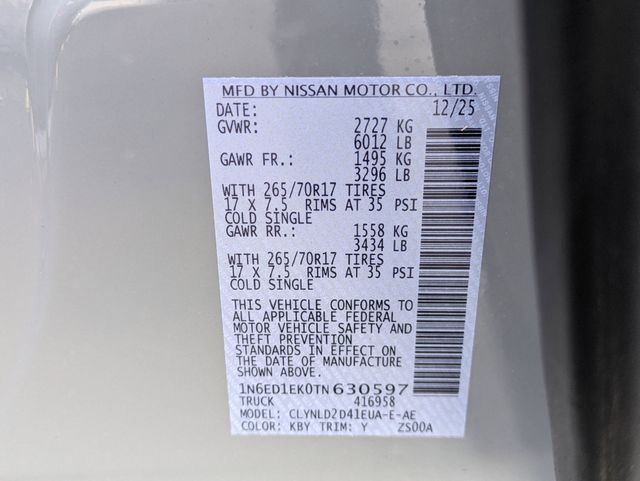 MFD BY NISSAN MOTOR CO., LTD.
DATE: 12/25
GVWR: 2727 KG
6012 LB
GAWR FR.: 1495 KG
3296 LB
WITH 265/70R17 TIRES
17 X 7.5 RIMS AT 35 PSI
COLD SINGLE
GAWR RR.: 1558 KG
3434 LB
WITH 265/70R17 TIRES
17 X 7.5 RIMS AT 35 PSI
COLD SINGLE
THIS VEHICLE CONFORMS TO
ALL APPLICABLE FEDERAL
MOTOR VEHICLE SAFETY AND
THEFT PREVENTION
STANDARDS IN EFFECT ON
THE DATE OF MANUFACTURE
SHOWN ABOVE.
1N6ED1EK0TN630597
TRUCK 416958
MODEL: CLYNLD2D41EUA-E-AE
COLOR: KBY TRIM: Y ZS00A